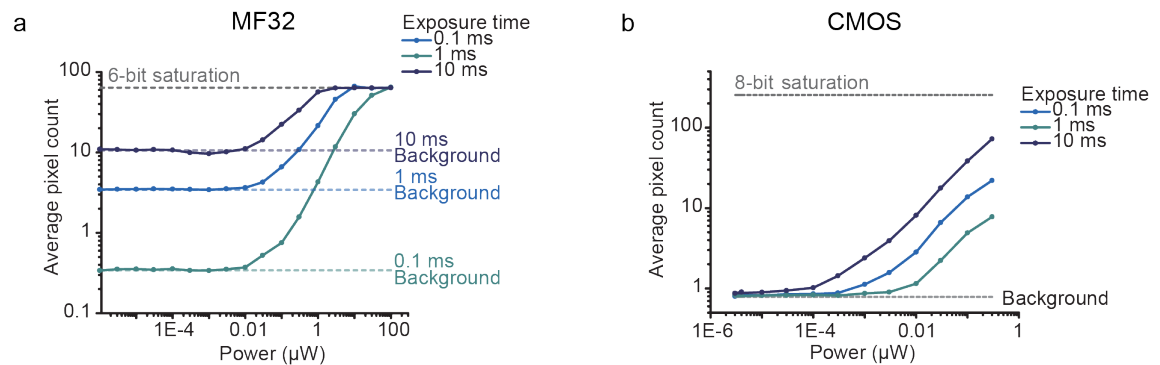 a
MF32
Exposure time
0.1 ms
1 ms
10 ms
6-bit saturation
100
10
1
0.1
Average pixel count
10 ms
Background
1 ms
Background
0.1 ms
Background
1E-4
0.01
1
100
Power (µW)
b
CMOS
8-bit saturation
Exposure time
0.1 ms
1 ms
10 ms
100
10
1
Average pixel count
Background
1E-6
1E-4
0.01
1
Power (µW)